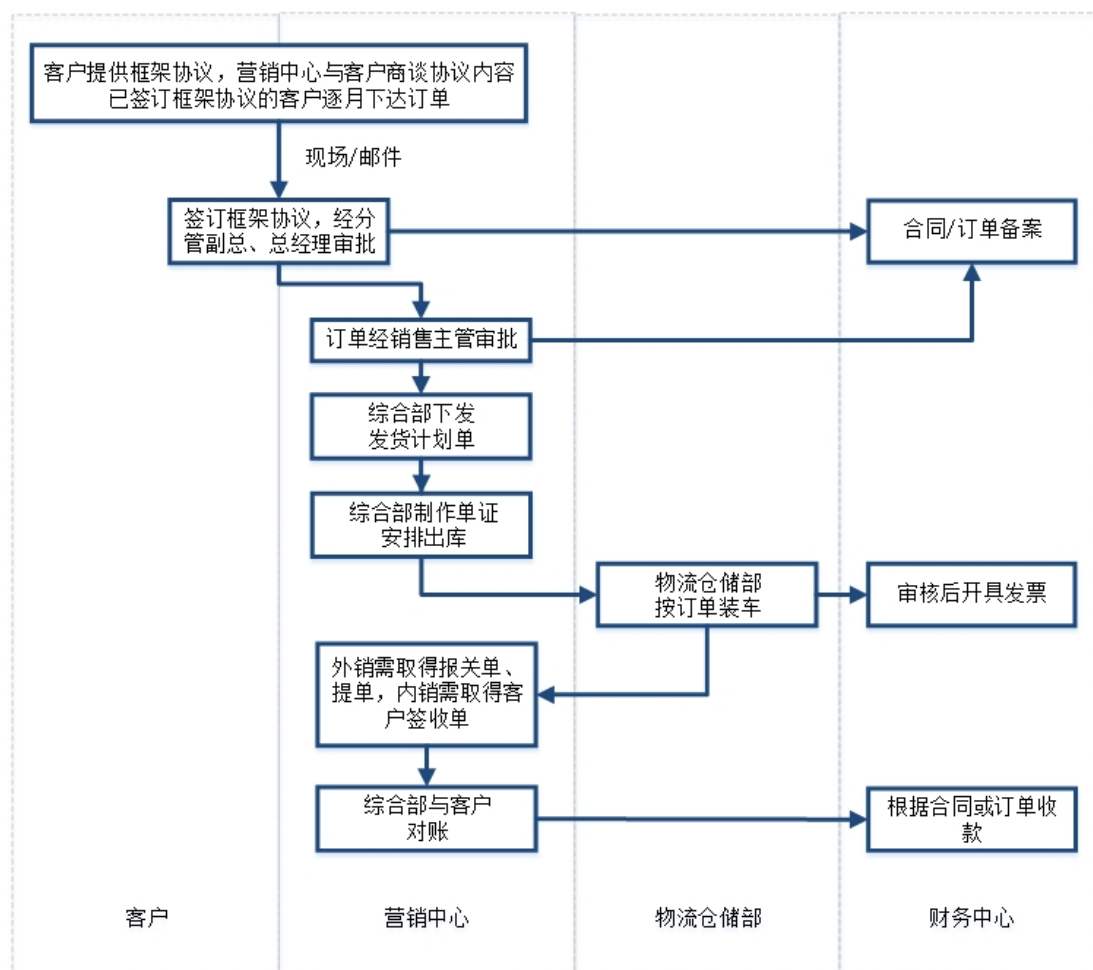 客户提供框架协议，营销中心与客户商谈协议内容
已签订框架协议的客户逐月下达订单
现场/邮件
签订框架协议，经分
管副总、总经理审批
合同/订单备案
订单经销售主管审批
综合部下发
发货计划单
综合部制作单证
安排出库
物流仓储部
按订单装车
审核后开具发票
外销需取得报关单、
提单，内销需取得客
户签收单
综合部与客户
对账
根据合同或订单收
款
客户
营销中心
物流仓储部
财务中心